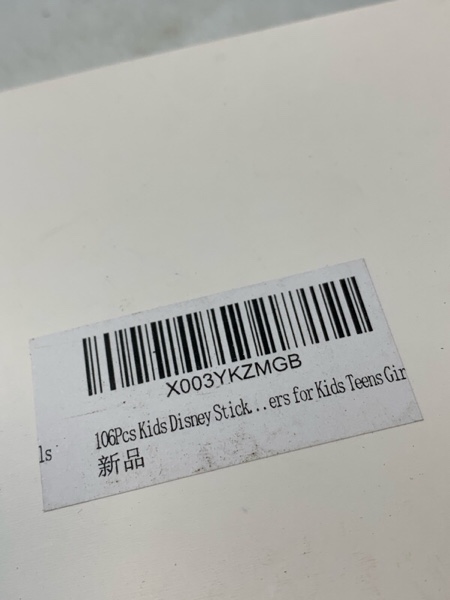 X003YKZMGB
106Pcs Kids Disney Stick...ers for Kids Teens Gir
ls
新品